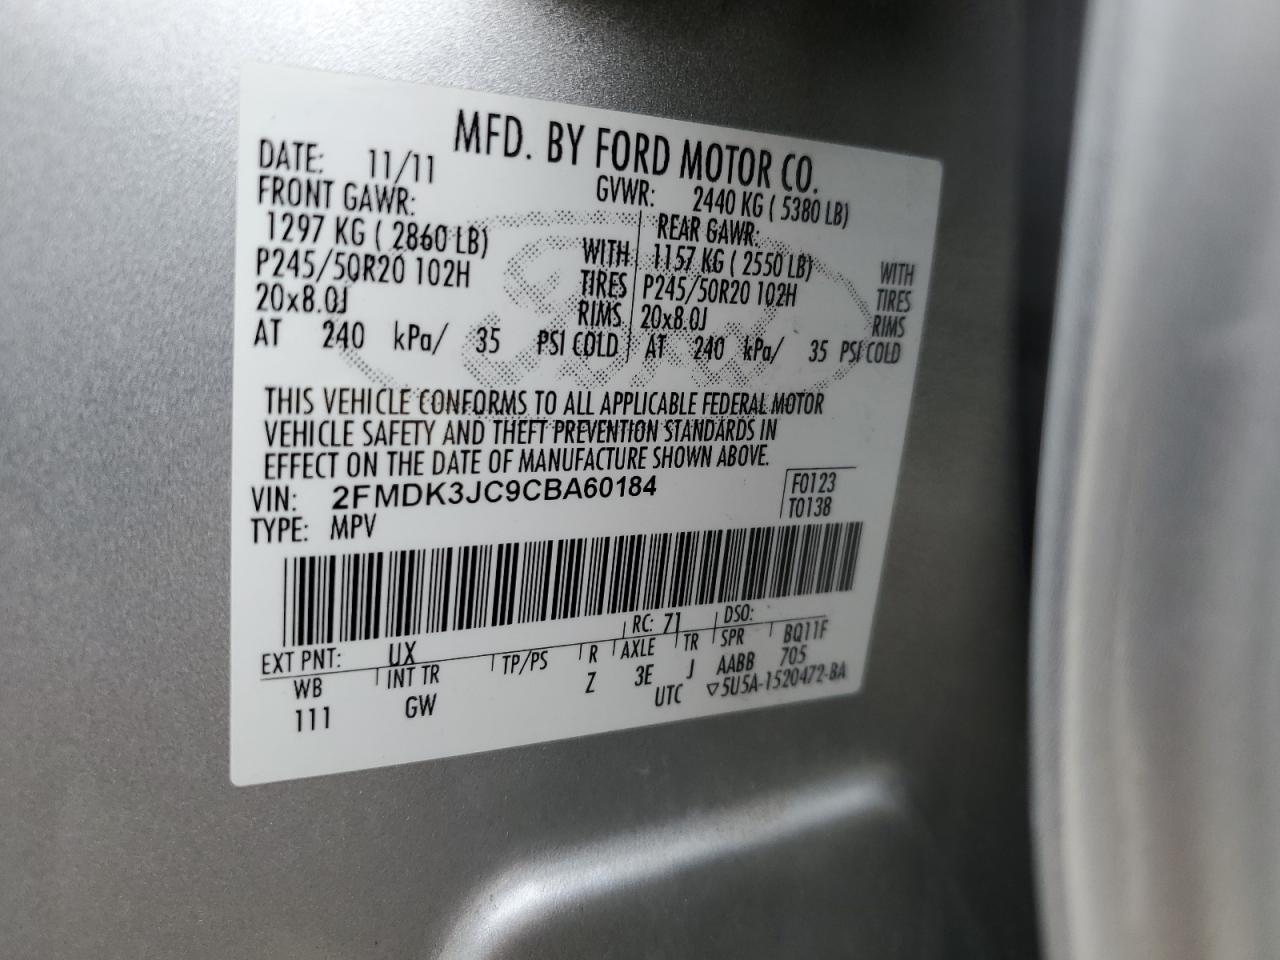 MFD. BY FORD MOTOR CO.
DATE: 11/11 GVWR: 2440 KG ( 5380 LB)
FRONT GAWR: REAR GAWR:
1297 KG ( 2860 LB) WITH 1157 KG ( 2550 LB) WITH
P245/50R20 102H TIRES P245/50R20 102H TIRES
20x8.0J RIMS 20x8.0J RIMS
AT 240 kPa/ 35 PSI COLD AT 240 kPa/ 35 PSI COLD
THIS VEHICLE CONFORMS TO ALL APPLICABLE FEDERAL MOTOR
VEHICLE SAFETY AND THEFT PREVENTION STANDARDS IN
EFFECT ON THE DATE OF MANUFACTURE SHOWN ABOVE.
VIN: 2FMDK3JC9CBA60184 F0123
TYPE: MPV T0138
EXT PNT: UX RC: 71 DSO:
WB INT TR TP/PS R AXLE TR SPR BQ11F
111 GW Z 3E J AABB 705
UTC ▽5U5A-1520472-BA